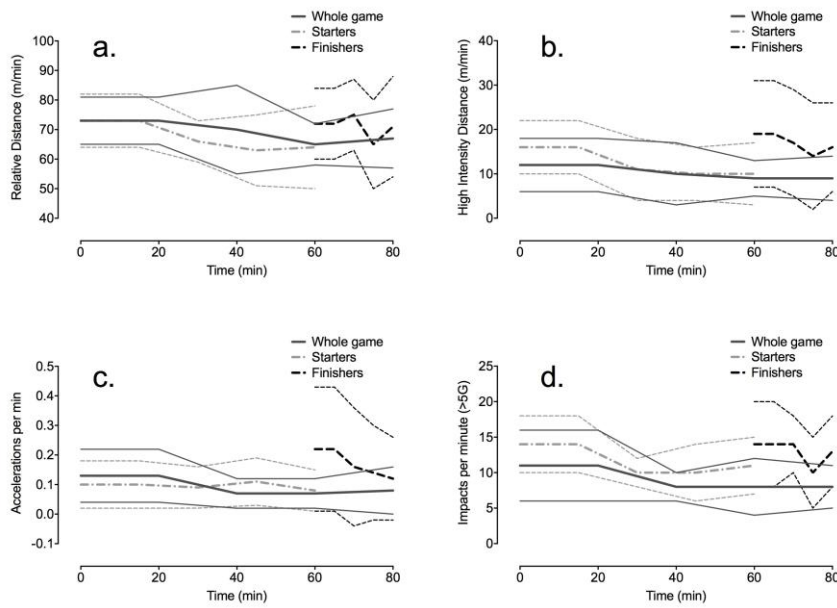 a.
Whole game
Starters
Finishers
Relative Distance (m/min)
100
90
80
70
60
50
40
0 20 40 60 80
Time (min)
b.
Whole game
Starters
Finishers
High Intensity Distance (m/min)
40
30
20
10
0
0 20 40 60 80
Time (min)
c.
Whole game
Starters
Finishers
Accelerations per min
0.5
0.4
0.3
0.2
0.1
0.0
-0.1
0 20 40 60 80
Time (min)
d.
Whole game
Starters
Finishers
Impacts per minute (>5G)
25
20
15
10
5
0
0 20 40 60 80
Time (min)